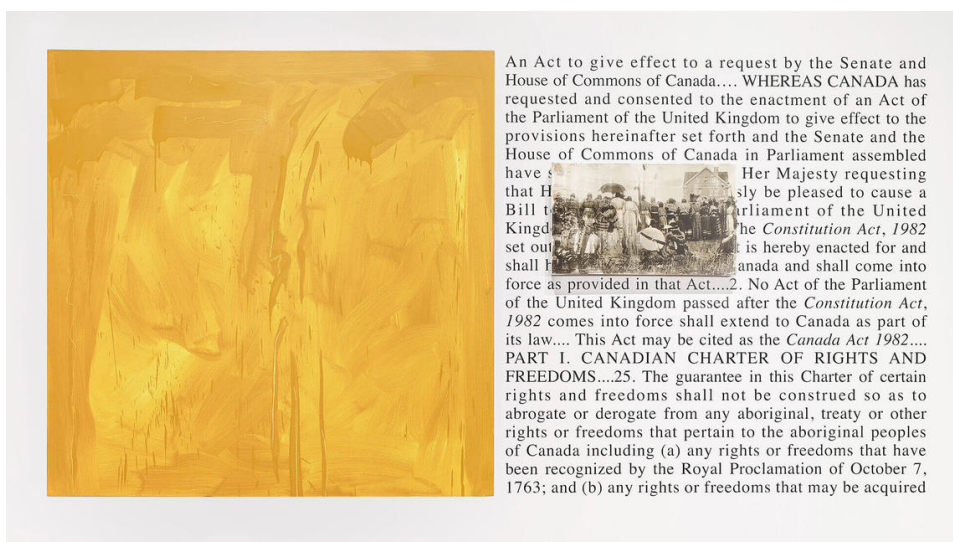 An Act to give effect to a request by the Senate and
House of Commons of Canada.... WHEREAS CANADA has
requested and consented to the enactment of an Act of
the Parliament of the United Kingdom to give effect to the
provisions hereinafter set forth and the Senate and the
House of Commons of Canada in Parliament assembled
have Her Majesty requesting
that be pleased to cause a
Bill of the United
Constitution Act, 1982
set is hereby enacted for and
shall and shall come into
force as provided in that Act....2. No Act of the Parliament
of the United Kingdom passed after the Constitution Act,
1982 comes into force shall extend to Canada as part of
its law.... This Act may be cited as the Canada Act 1982....
PART I. CANADIAN CHARTER OF RIGHTS AND
FREEDOMS....25. The guarantee in this Charter of certain
rights and freedoms shall not be construed so as to
abrogate or derogate from any aboriginal, treaty or other
rights or freedoms that pertain to the aboriginal peoples
of Canada including (a) any rights or freedoms that have
been recognized by the Royal Proclamation of October 7,
1763; and (b) any rights or freedoms that may be acquired